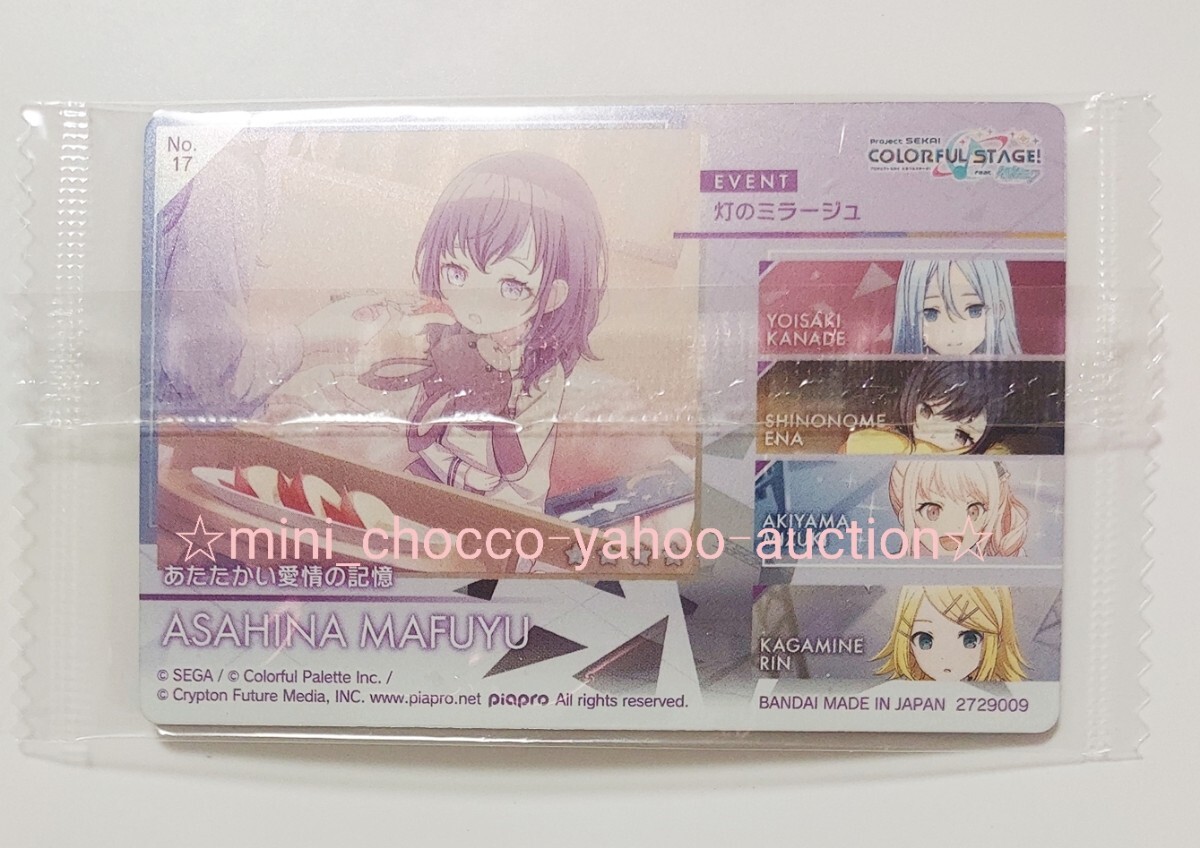 No.
17
Project SEKAI
COLORFUL STAGE!
feat.
EVENT
灯のミラージュ
YOISAKI
KANADE
SHINONOME
ENA
AKIYAMA
MIZUKI
KAGAMINE
RIN
☆mini_chocco-yahoo-auction☆
あたたかい愛情の記憶
ASAHINA MAFUYU
© SEGA / © Colorful Palette Inc. /
© Crypton Future Media, INC. www.piapro.net piapro All rights reserved.
BANDAI MADE IN JAPAN 2729009